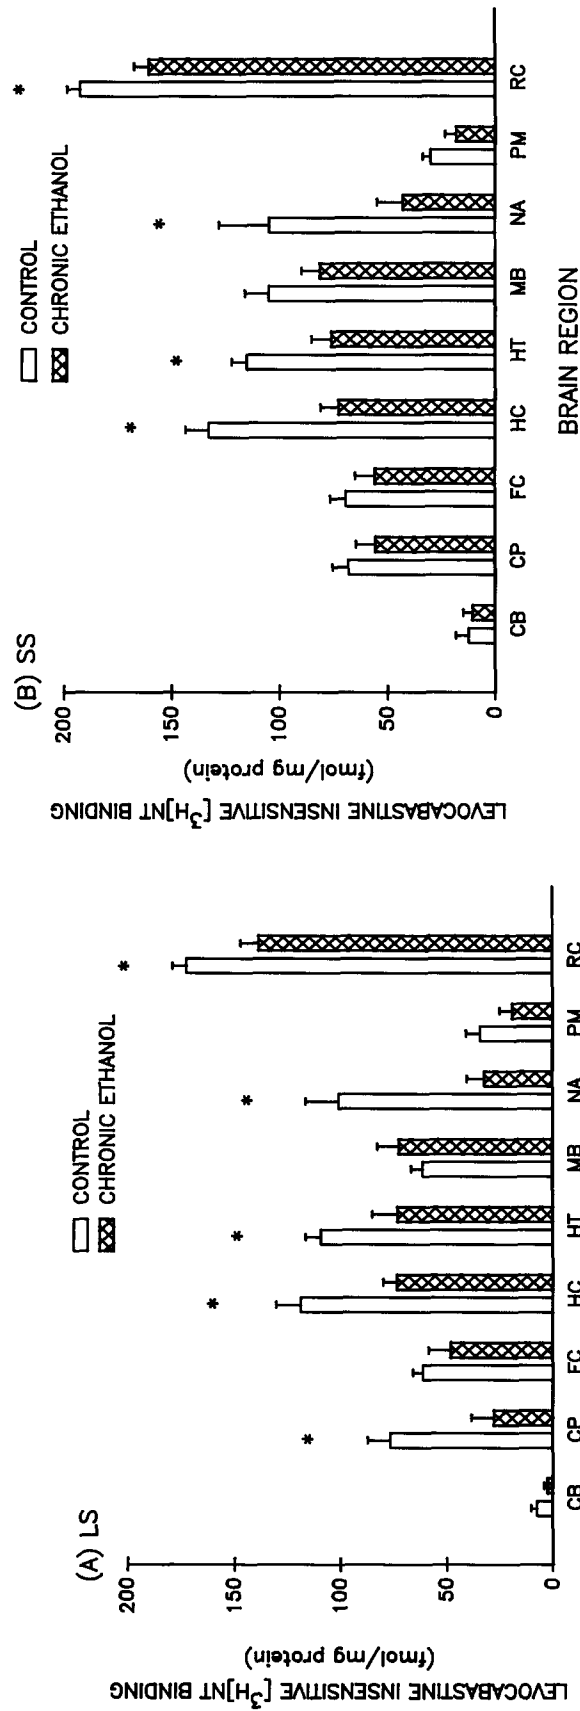 (A) LS
CONTROL
CHRONIC ETHANOL
LEVOCABASTINE INSENSITIVE [³H]NT BINDING
(fmol/mg protein)
200
150
100
50
0
*
*
*
*
*
CB CP FC HC HT MB NA PM RC
(B) SS
CONTROL
CHRONIC ETHANOL
LEVOCABASTINE INSENSITIVE [³H]NT BINDING
(fmol/mg protein)
200
150
100
50
0
*
*
*
*
CB CP FC HC HT MB NA PM RC
BRAIN REGION